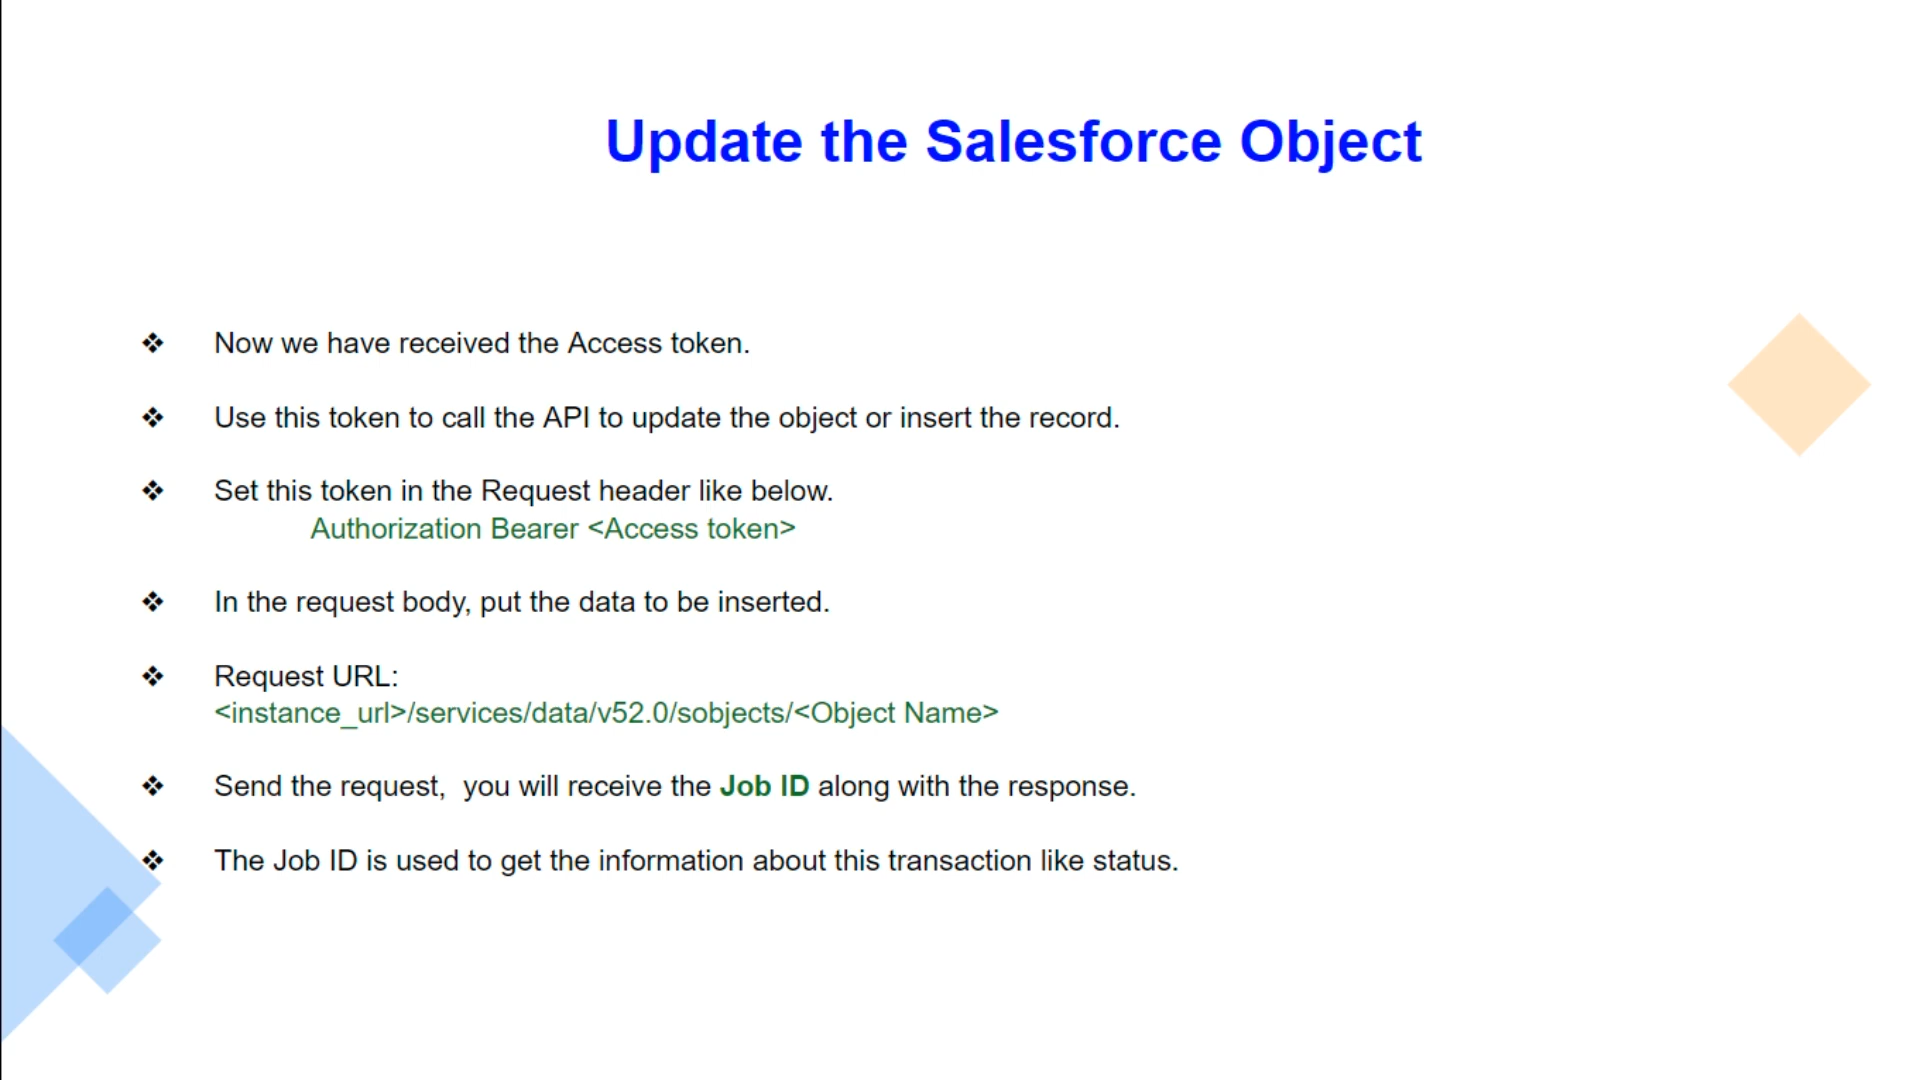 Update the Salesforce Object
❖ Now we have received the Access token.
❖ Use this token to call the API to update the object or insert the record.
❖ Set this token in the Request header like below.
Authorization Bearer <Access token>
❖ In the request body, put the data to be inserted.
❖ Request URL:
<instance_url>/services/data/v52.0/sobjects/<Object Name>
❖ Send the request,  you will receive the Job ID along with the response.
❖ The Job ID is used to get the information about this transaction like status.